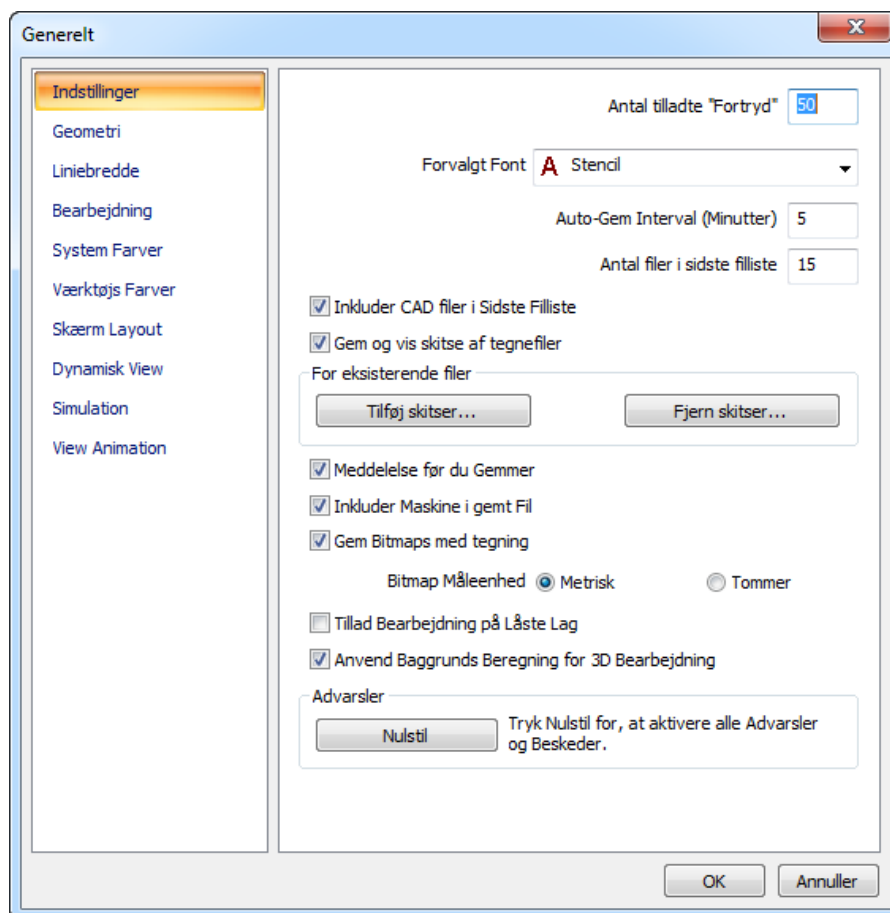 Generelt
Indstillinger
Geometri
Liniebredde
Bearbejdning
System Farver
Værktøjs Farver
Skærm Layout
Dynamisk View
Simulation
View Animation
Antal tilladte "Fortryd" 50
Forvalgt Font A Stencil
Auto-Gem Interval (Minutter) 5
Antal filer i sidste filliste 15
Inkluder CAD filer i Sidste Filliste
Gem og vis skitse af tegnefiler
For eksisterende filer
Tilføj skitser... Fjern skitser...
Meddelelse før du Gemmer
Inkluder Maskine i gemt Fil
Gem Bitmaps med tegning
Bitmap Måleenhed Metrisk Tommer
Tillad Bearbejdning på Låste Lag
Anvend Baggrunds Beregning for 3D Bearbejdning
Advarsler
Nulstil
Tryk Nulstil for, at aktivere alle Advarsler
og Beskeder.
OK Annuller